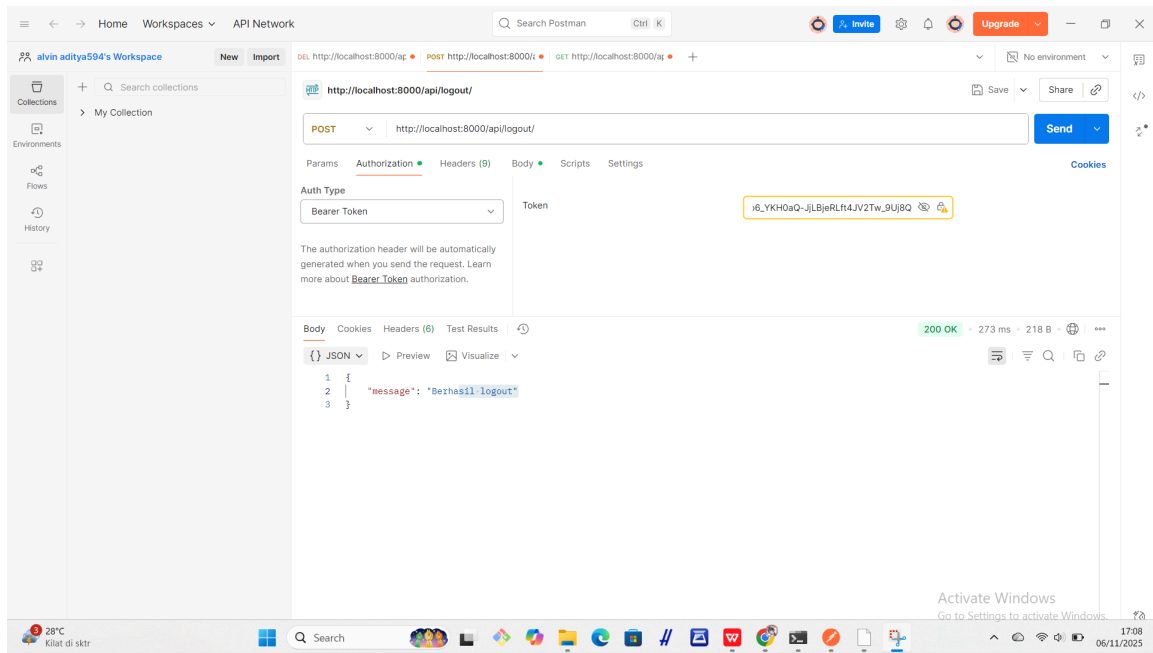 Home Workspaces API Network Search Postman Ctrl K Invite Upgrade
alvin aditya594's Workspace New Import DEL http://localhost:8000/ap POST http://localhost:8000/a GET http://localhost:8000/ap No environment
Collections Search collections http://localhost:8000/api/logout/ Save Share
My Collection
Environments POST http://localhost:8000/api/logout/ Send
Flows Params Authorization Headers (9) Body Scripts Settings Cookies
History Auth Type
Bearer Token Token 6_YKH0aQ-JjLBjeRLft4JV2Tw_9Uj8Q
The authorization header will be automatically
generated when you send the request. Learn
more about Bearer Token authorization.
Body Cookies Headers (6) Test Results 200 OK 273 ms 218 B
{} JSON Preview Visualize
1 {
2 "message": "Berhasil logout"
3 }
Activate Windows
Go to Settings to activate Windows.
3 28°C
Kilat di sktr
Search
17:08
06/11/2025